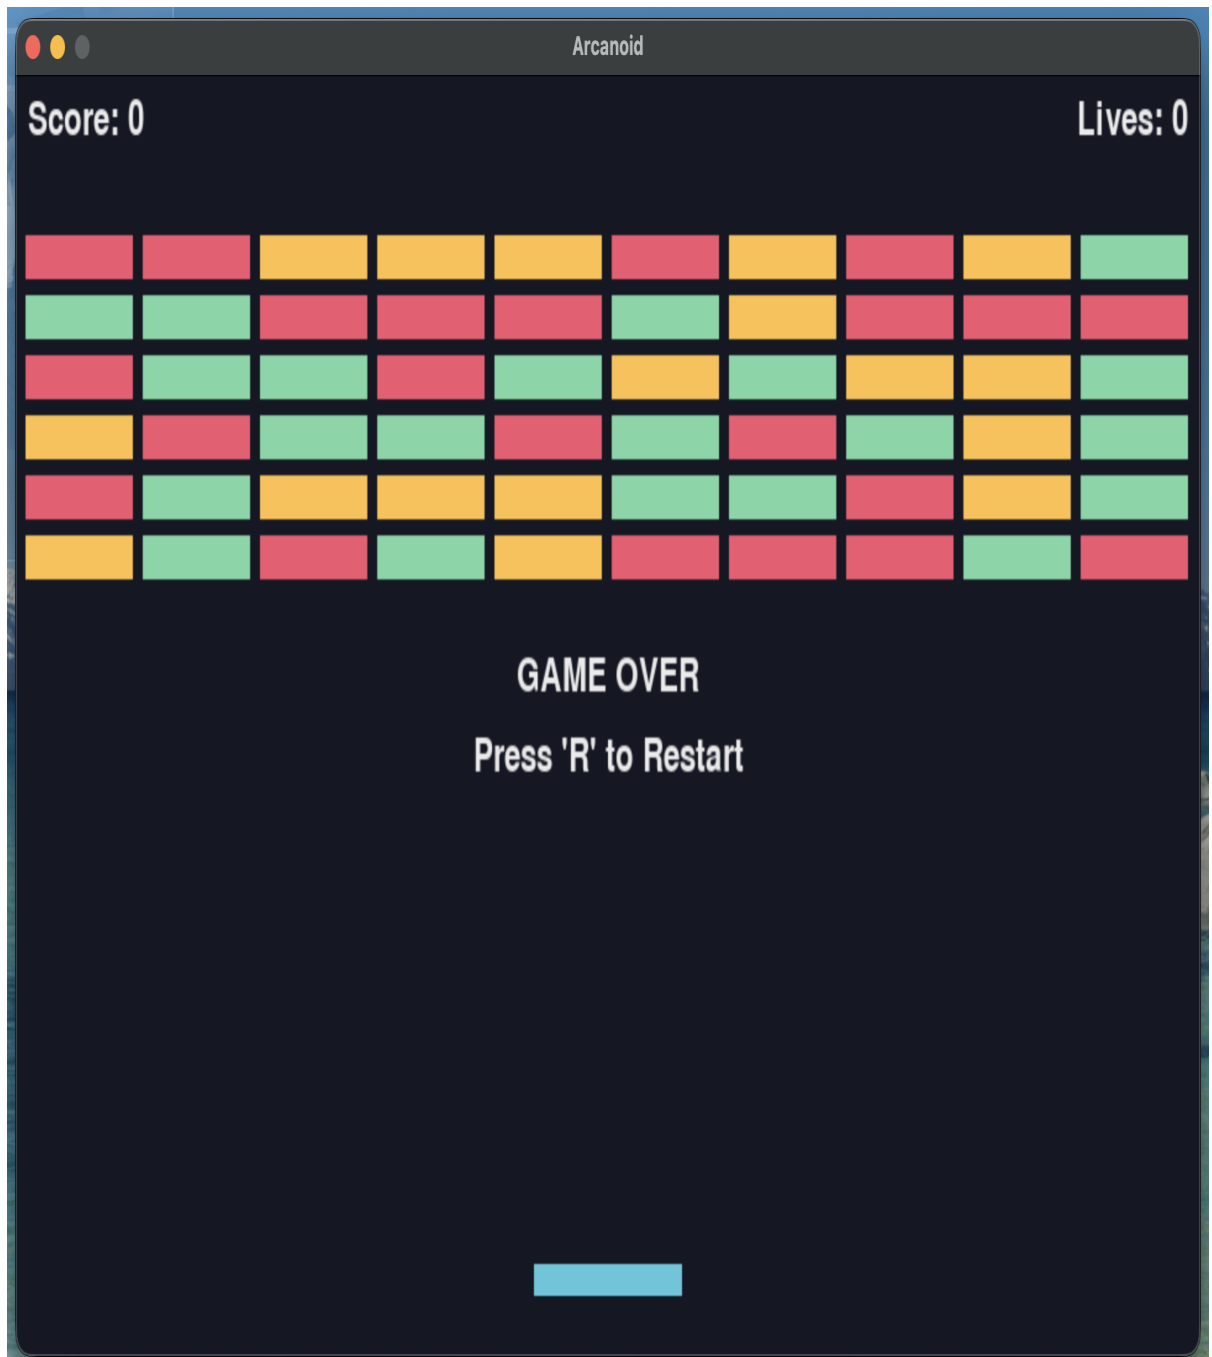 Arcanoid
Score: 0
Lives: 0
GAME OVER
Press 'R' to Restart